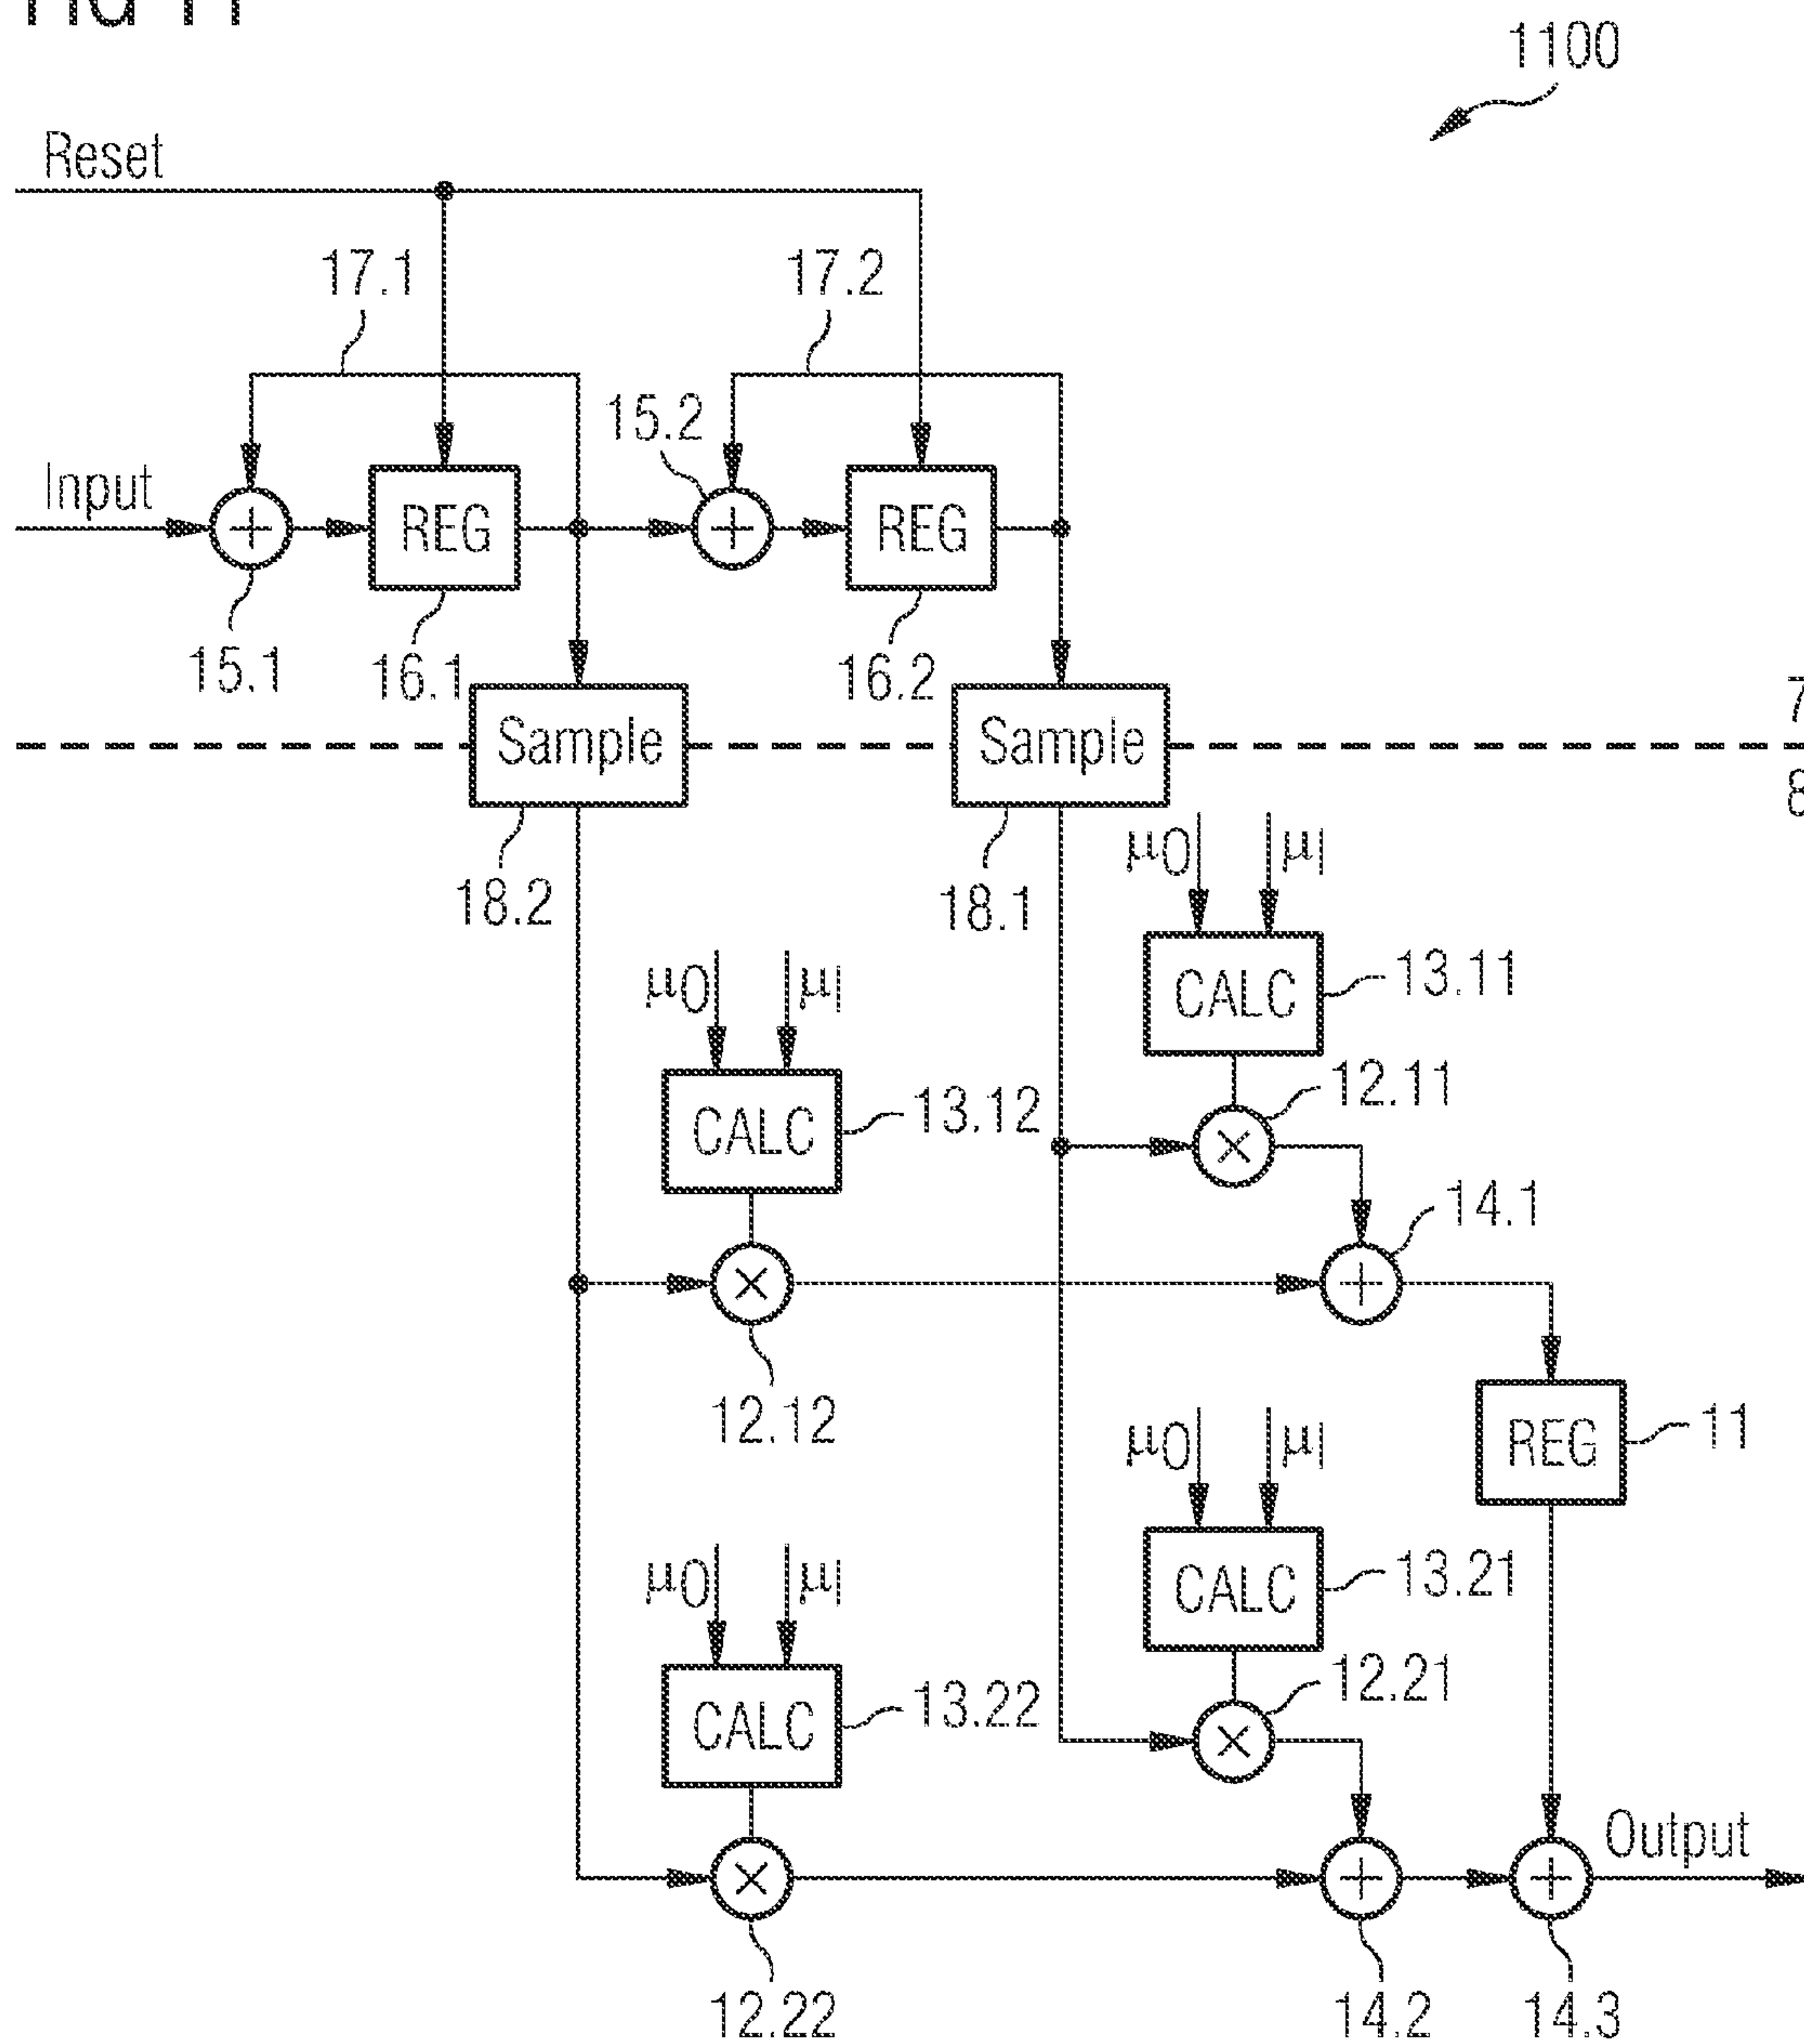 1100
Reset
17.1
17.2
15.2
Input
+
REG
+
REG
15.1
16.1
16.2
7
Sample
Sample
8
18.2
18.1
μO
μI
CALC
13.11
μO
μI
CALC
13.12
12.11
×
14.1
×
+
12.12
REG
11
μO
μI
CALC
13.21
μO
μI
CALC
13.22
12.21
×
Output
×
+
+
12.22
14.2
14.3